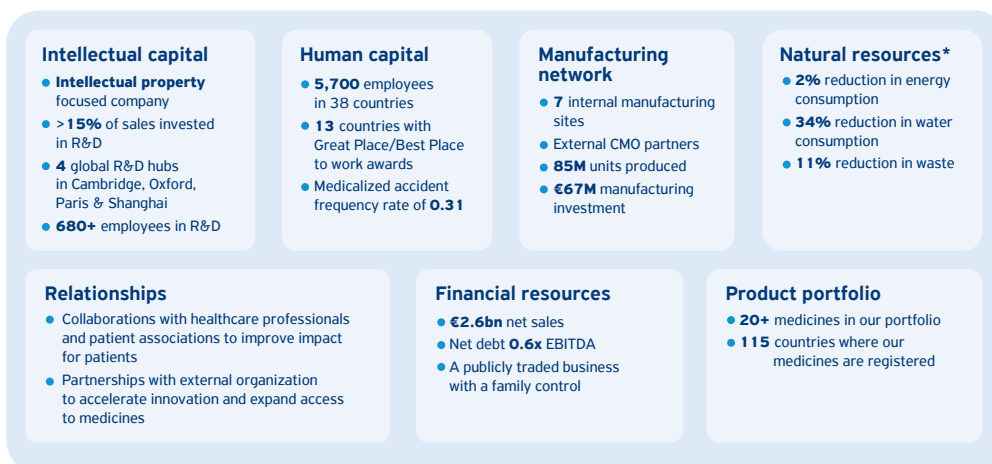 Intellectual capital
• Intellectual property
focused company
• >15% of sales invested
in R&D
• 4 global R&D hubs
in Cambridge, Oxford,
Paris & Shanghai
• 680+ employees in R&D
Human capital
• 5,700 employees
in 38 countries
• 13 countries with
Great Place/Best Place
to work awards
• Medicalized accident
frequency rate of 0.31
Manufacturing
network
• 7 internal manufacturing
sites
• External CMO partners
• 85M units produced
• €67M manufacturing
investment
Natural resources*
• 2% reduction in energy
consumption
• 34% reduction in water
consumption
• 11% reduction in waste
Relationships
• Collaborations with healthcare professionals
and patient associations to improve impact
for patients
• Partnerships with external organization
to accelerate innovation and expand access
to medicines
Financial resources
• €2.6bn net sales
• Net debt 0.6x EBITDA
• A publicly traded business
with a family control
Product portfolio
• 20+ medicines in our portfolio
• 115 countries where our
medicines are registered